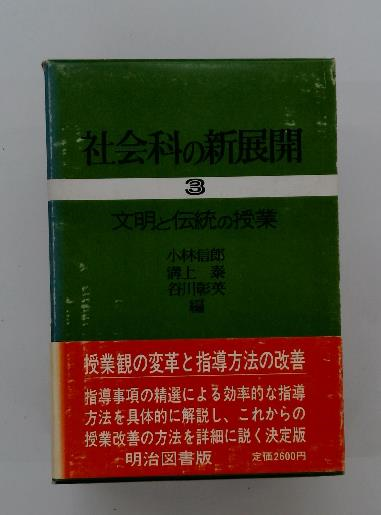 社会科の新展開
3
文明と伝統の授業
小林信郎
溝上泰
谷川彰英
編
授業観の変革と指導方法の改善
指導事項の精選による効率的な指導
方法を具体的に解説し、これからの
授業改善の方法を詳細に説く決定版
明治図書版 定価2600円